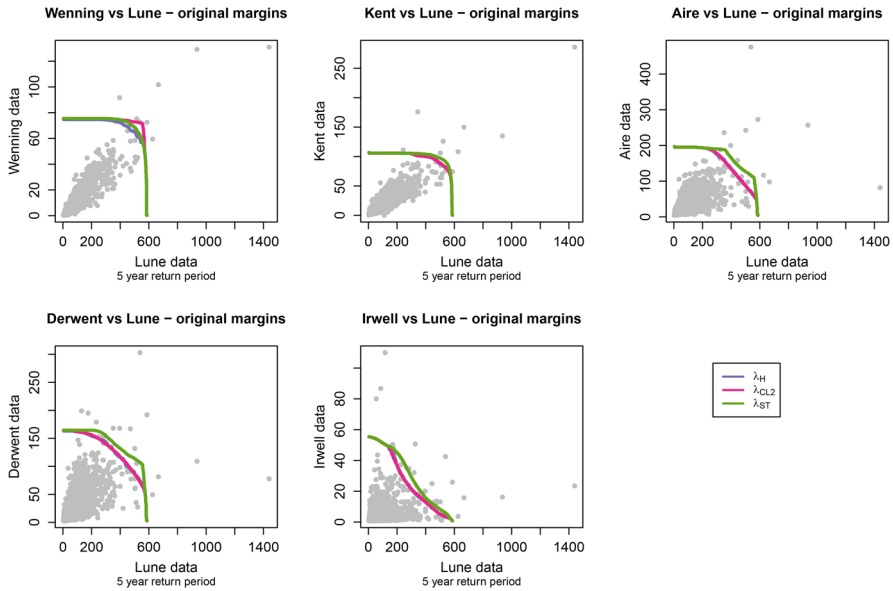 Wenning vs Lune − original margins
Wenning data
0 20 60 100
0 200 600 1000 1400
Lune data
5 year return period
Kent vs Lune − original margins
Kent data
0 50 150 250
0 200 600 1000 1400
Lune data
5 year return period
Aire vs Lune − original margins
Aire data
0 100 200 300 400
0 200 600 1000 1400
Lune data
5 year return period
Derwent vs Lune − original margins
Derwent data
0 50 150 250
0 200 600 1000 1400
Lune data
5 year return period
Irwell vs Lune − original margins
Irwell data
0 20 40 60 80
0 200 600 1000 1400
Lune data
5 year return period
λH
λCL2
λST